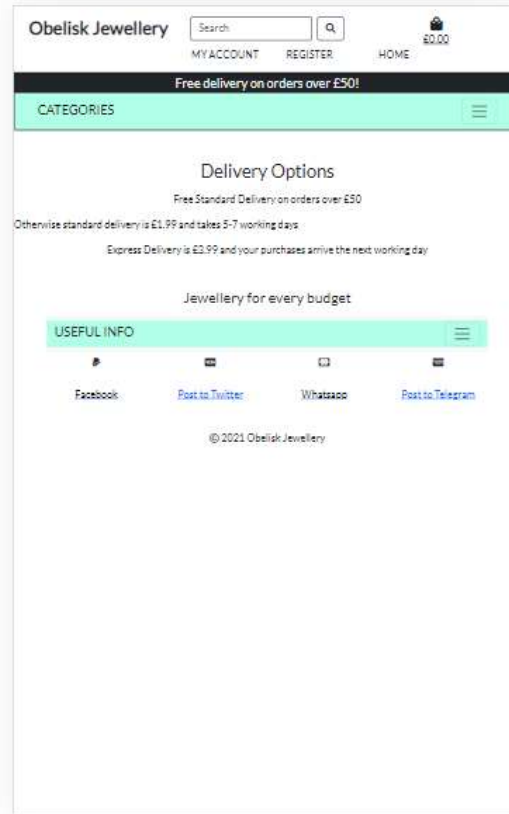 Obelisk Jewellery
Search
£0.00
MY ACCOUNT REGISTER HOME
Free delivery on orders over £50!
CATEGORIES
Delivery Options
Free Standard Delivery on orders over £50
Otherwise standard delivery is £1.99 and takes 5-7 working days
Express Delivery is £3.99 and your purchases arrive the next working day
Jewellery for every budget
USEFUL INFO
Facebook Post to Twitter Whatsapp Post to Telegram
© 2021 Obelisk Jewellery